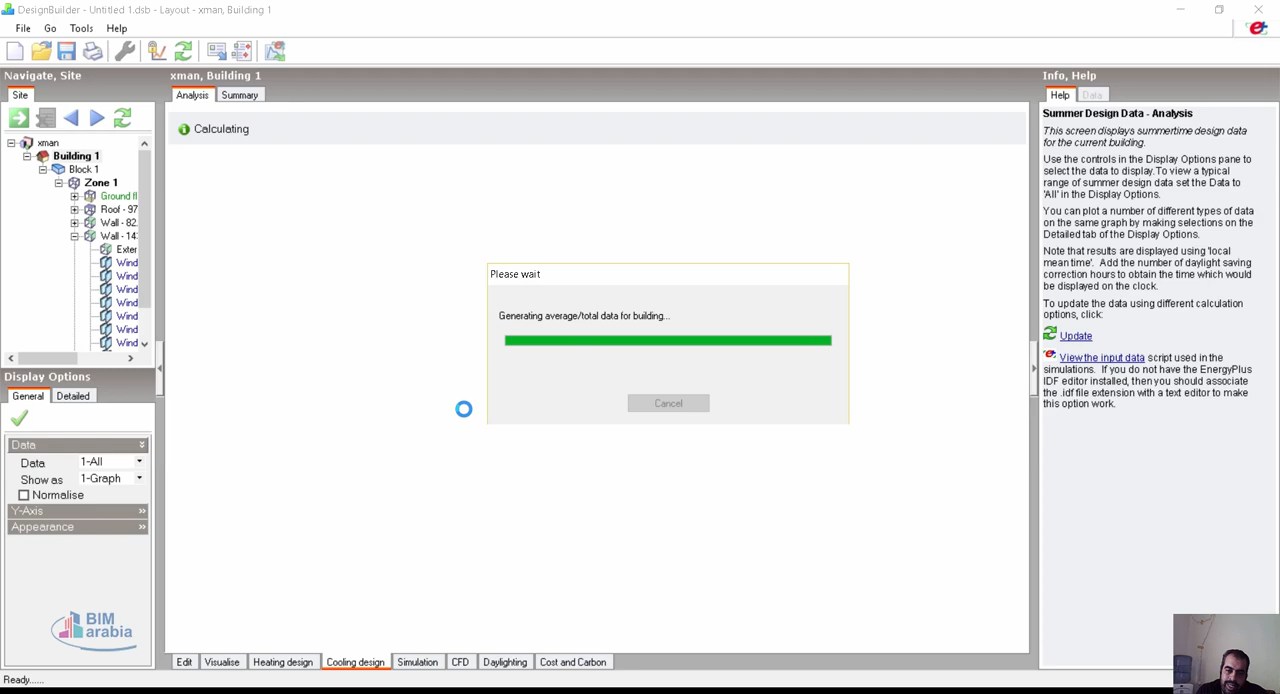 DesignBuilder - Untitled 1.dsb - Layout - xman, Building 1
File Go Tools Help
Navigate, Site
Site
xman
Building 1
Block 1
Zone 1
Ground fl
Roof - 97
Wall - 82.
Wall - 14:
Exter
Wind
Wind
Wind
Wind
Wind
Wind
Wind
Display Options
General Detailed
Data
Data 1-All
Show as 1-Graph
Normalise
Y-Axis
Appearance
BIM
arabia
xman, Building 1
Analysis Summary
Calculating
Please wait
Generating average/total data for building...
Cancel
Edit Visualise Heating design Cooling design Simulation CFD Daylighting Cost and Carbon
Info, Help
Help Data
Summer Design Data - Analysis
This screen displays summertime design data
for the current building.
Use the controls in the Display Options pane to
select the data to display.To view a typical
range of summer design data set the Data to
'All' in the Display Options.
You can plot a number of different types of data
on the same graph by making selections on the
Detailed tab of the Display Options.
Note that results are displayed using 'local
mean time'. Add the number of daylight saving
correction hours to obtain the time which would
be displayed on the clock.
To update the data using different calculation
options, click:
Update
View the input data script used in the
simulations. If you do not have the EnergyPlus
IDF editor installed, then you should associate
the .idf file extension with a text editor to make
this option work.
Ready......